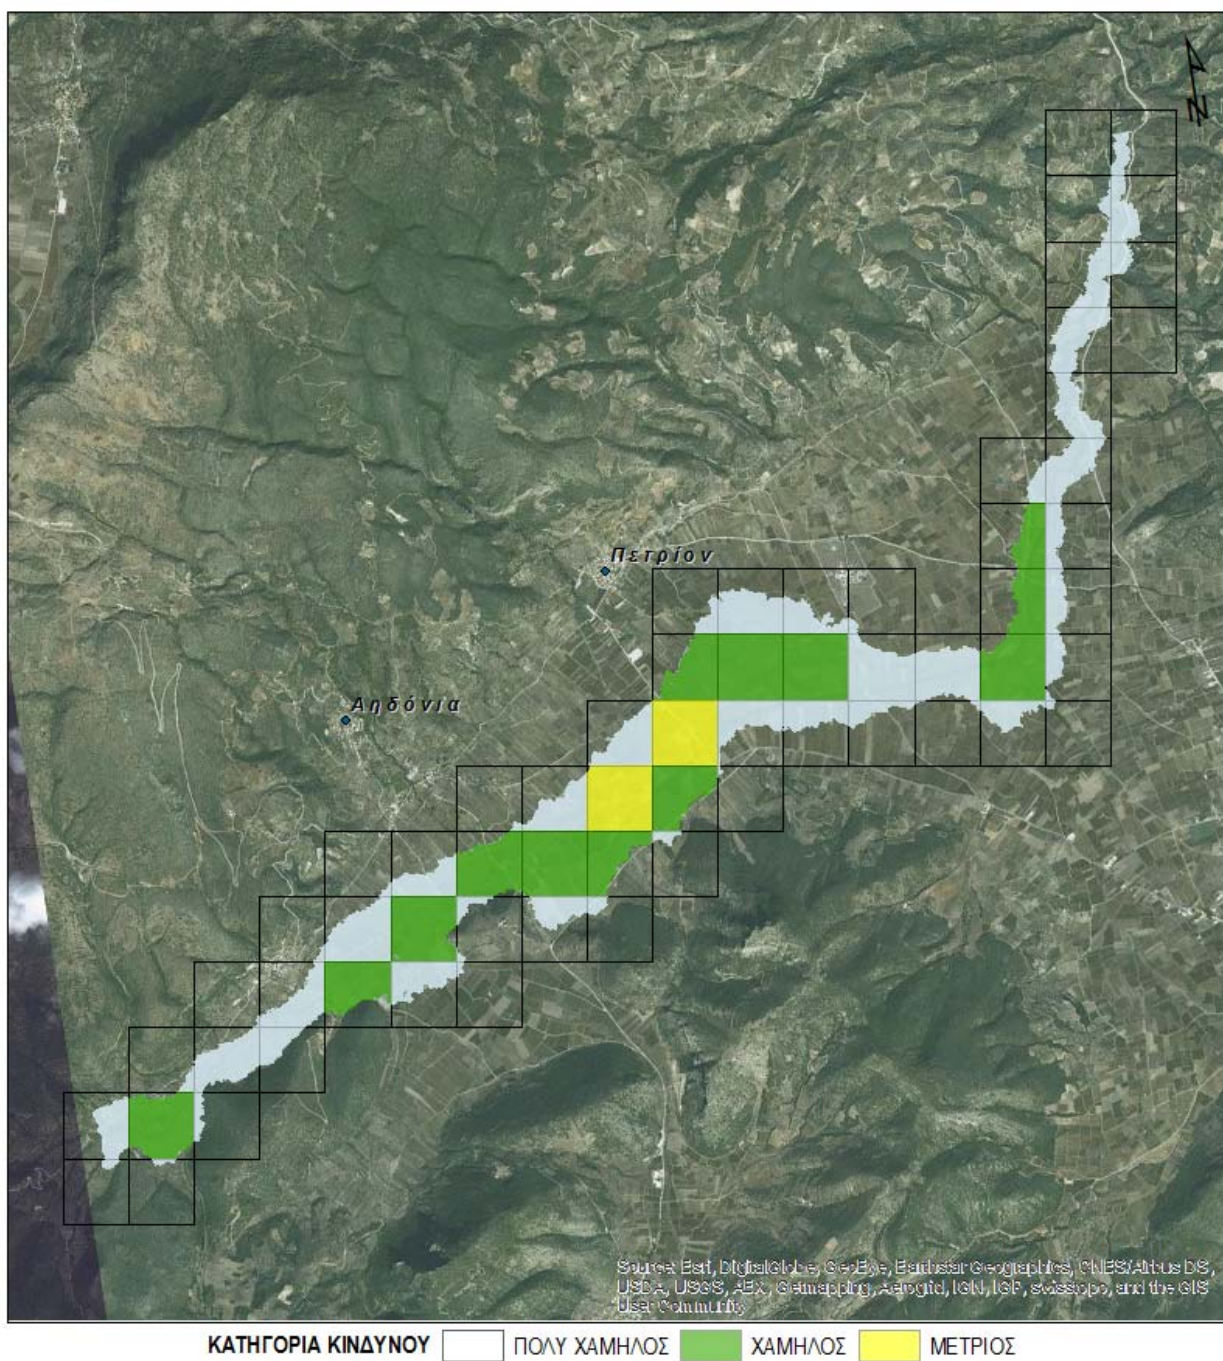 N
Πετρίον
Αηδόνια
Source: Esri, DigitalGlobe, GeoEye, Earthstar Geographics, CNES/Airbus DS,
USDA, USGS, AEX, Getmapping, Aerogrid, IGN, IGP, swisstopo, and the GIS
User Community
ΚΑΤΗΓΟΡΙΑ ΚΙΝΔΥΝΟΥ ΠΟΛΥ ΧΑΜΗΛΟΣ ΧΑΜΗΛΟΣ ΜΕΤΡΙΟΣ